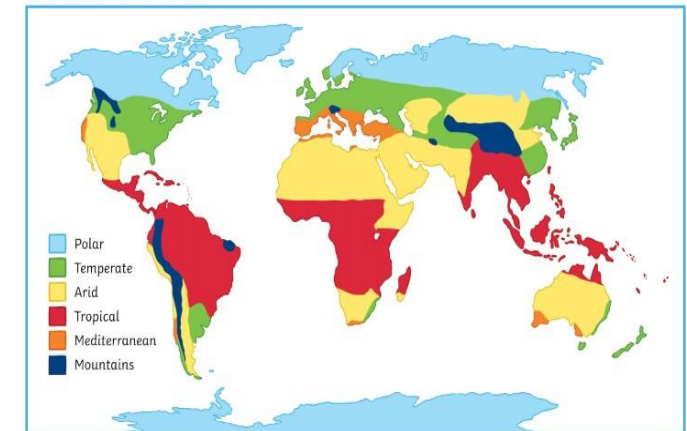 Polar
Temperate
Arid
Tropical
Mediterranean
Mountains